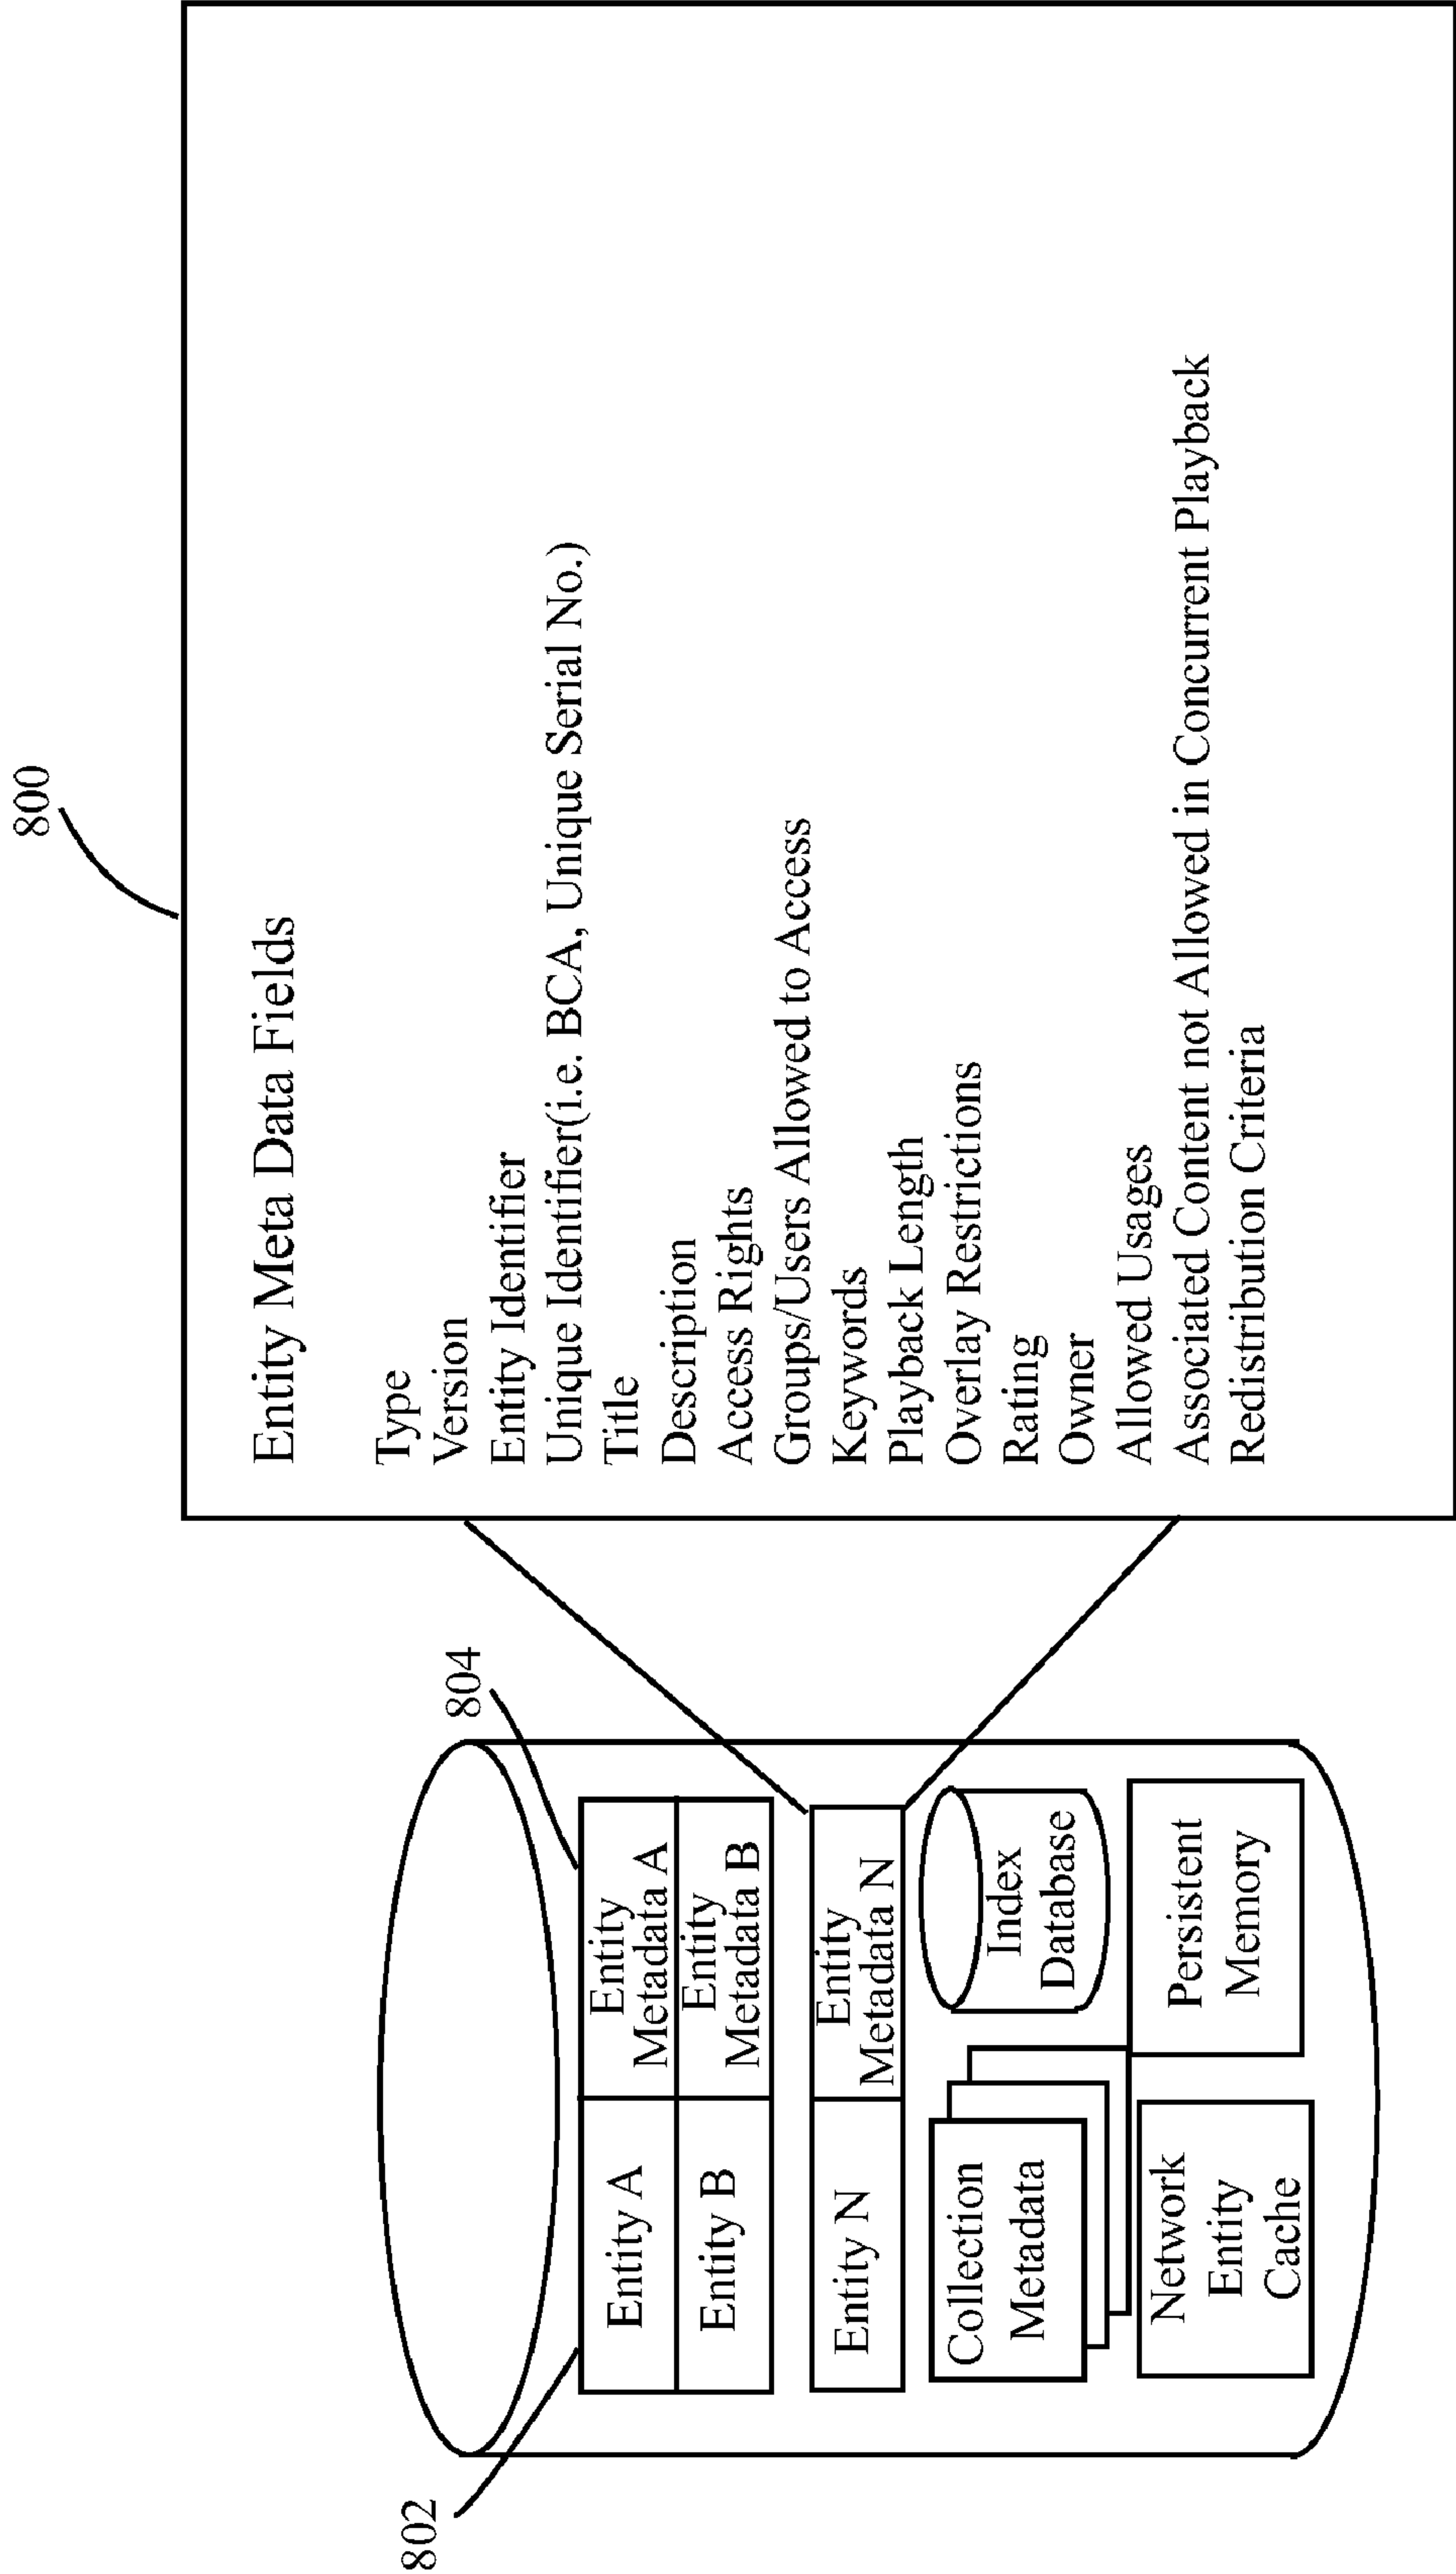 802
804
Entity A
Entity
Metadata A
Entity B
Entity
Metadata B
Entity N
Entity
Metadata N
Collection
Metadata
Index
Database
Network
Entity
Cache
Persistent
Memory
800
Entity Meta Data Fields
Type
Version
Entity Identifier
Unique Identifier(i.e. BCA, Unique Serial No.)
Title
Description
Access Rights
Groups/Users Allowed to Access
Keywords
Playback Length
Overlay Restrictions
Rating
Owner
Allowed Usages
Associated Content not Allowed in Concurrent Playback
Redistribution Criteria